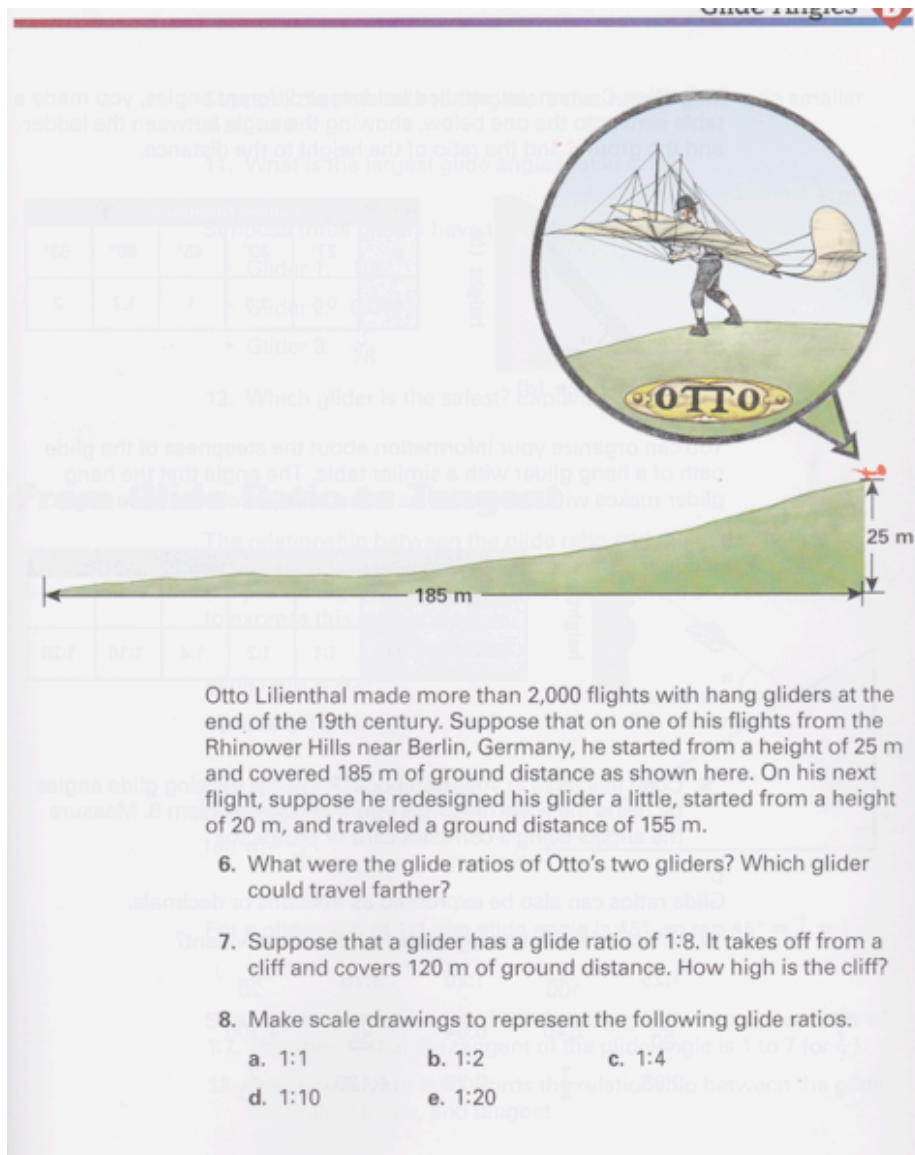 Glide Angles
OTTO
25 m
185 m
Otto Lilienthal made more than 2,000 flights with hang gliders at the
end of the 19th century. Suppose that on one of his flights from the
Rhinower Hills near Berlin, Germany, he started from a height of 25 m
and covered 185 m of ground distance as shown here. On his next
flight, suppose he redesigned his glider a little, started from a height
of 20 m, and traveled a ground distance of 155 m.
6. What were the glide ratios of Otto's two gliders? Which glider
could travel farther?
7. Suppose that a glider has a glide ratio of 1:8. It takes off from a
cliff and covers 120 m of ground distance. How high is the cliff?
8. Make scale drawings to represent the following glide ratios.
a. 1:1 b. 1:2 c. 1:4
d. 1:10 e. 1:20